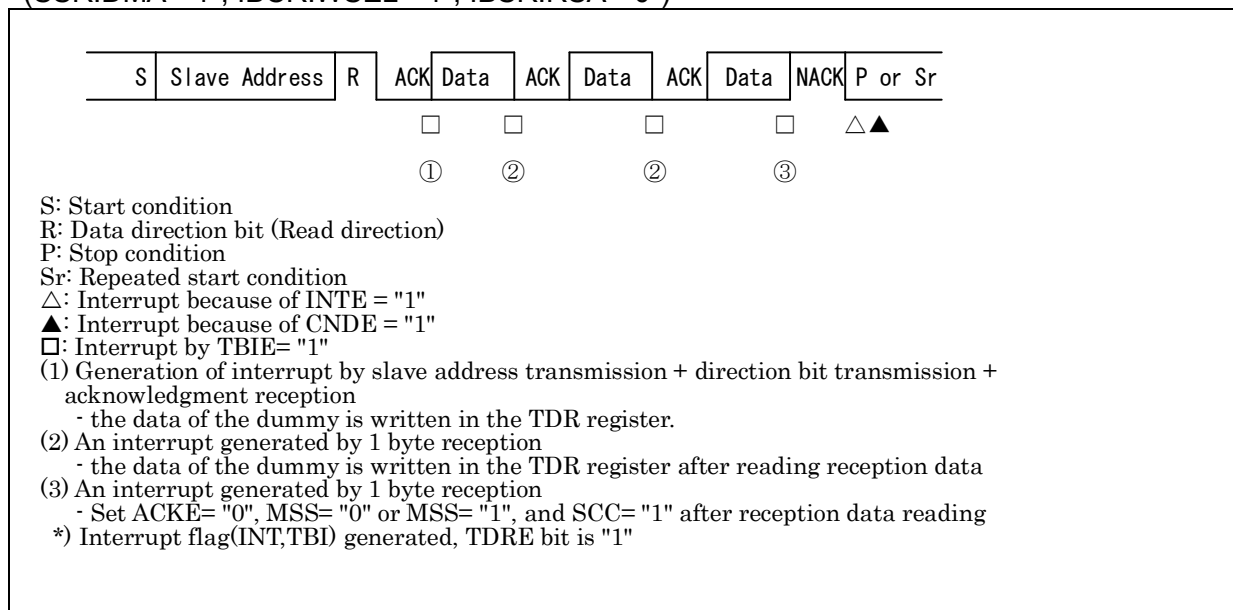 S Slave Address R ACK Data ACK Data ACK Data NACK P or Sr
□ □ □ □ △▲
① ② ② ③
S: Start condition
R: Data direction bit (Read direction)
P: Stop condition
Sr: Repeated start condition
△: Interrupt because of INTE = "1"
▲: Interrupt because of CNDE = "1"
□: Interrupt by TBIE= "1"
(1) Generation of interrupt by slave address transmission + direction bit transmission +
acknowledgment reception
- the data of the dummy is written in the TDR register.
(2) An interrupt generated by 1 byte reception
- the data of the dummy is written in the TDR register after reading reception data
(3) An interrupt generated by 1 byte reception
- Set ACKE= "0", MSS= "0" or MSS= "1", and SCC= "1" after reception data reading
*) Interrupt flag(INT,TBI) generated, TDRE bit is "1"